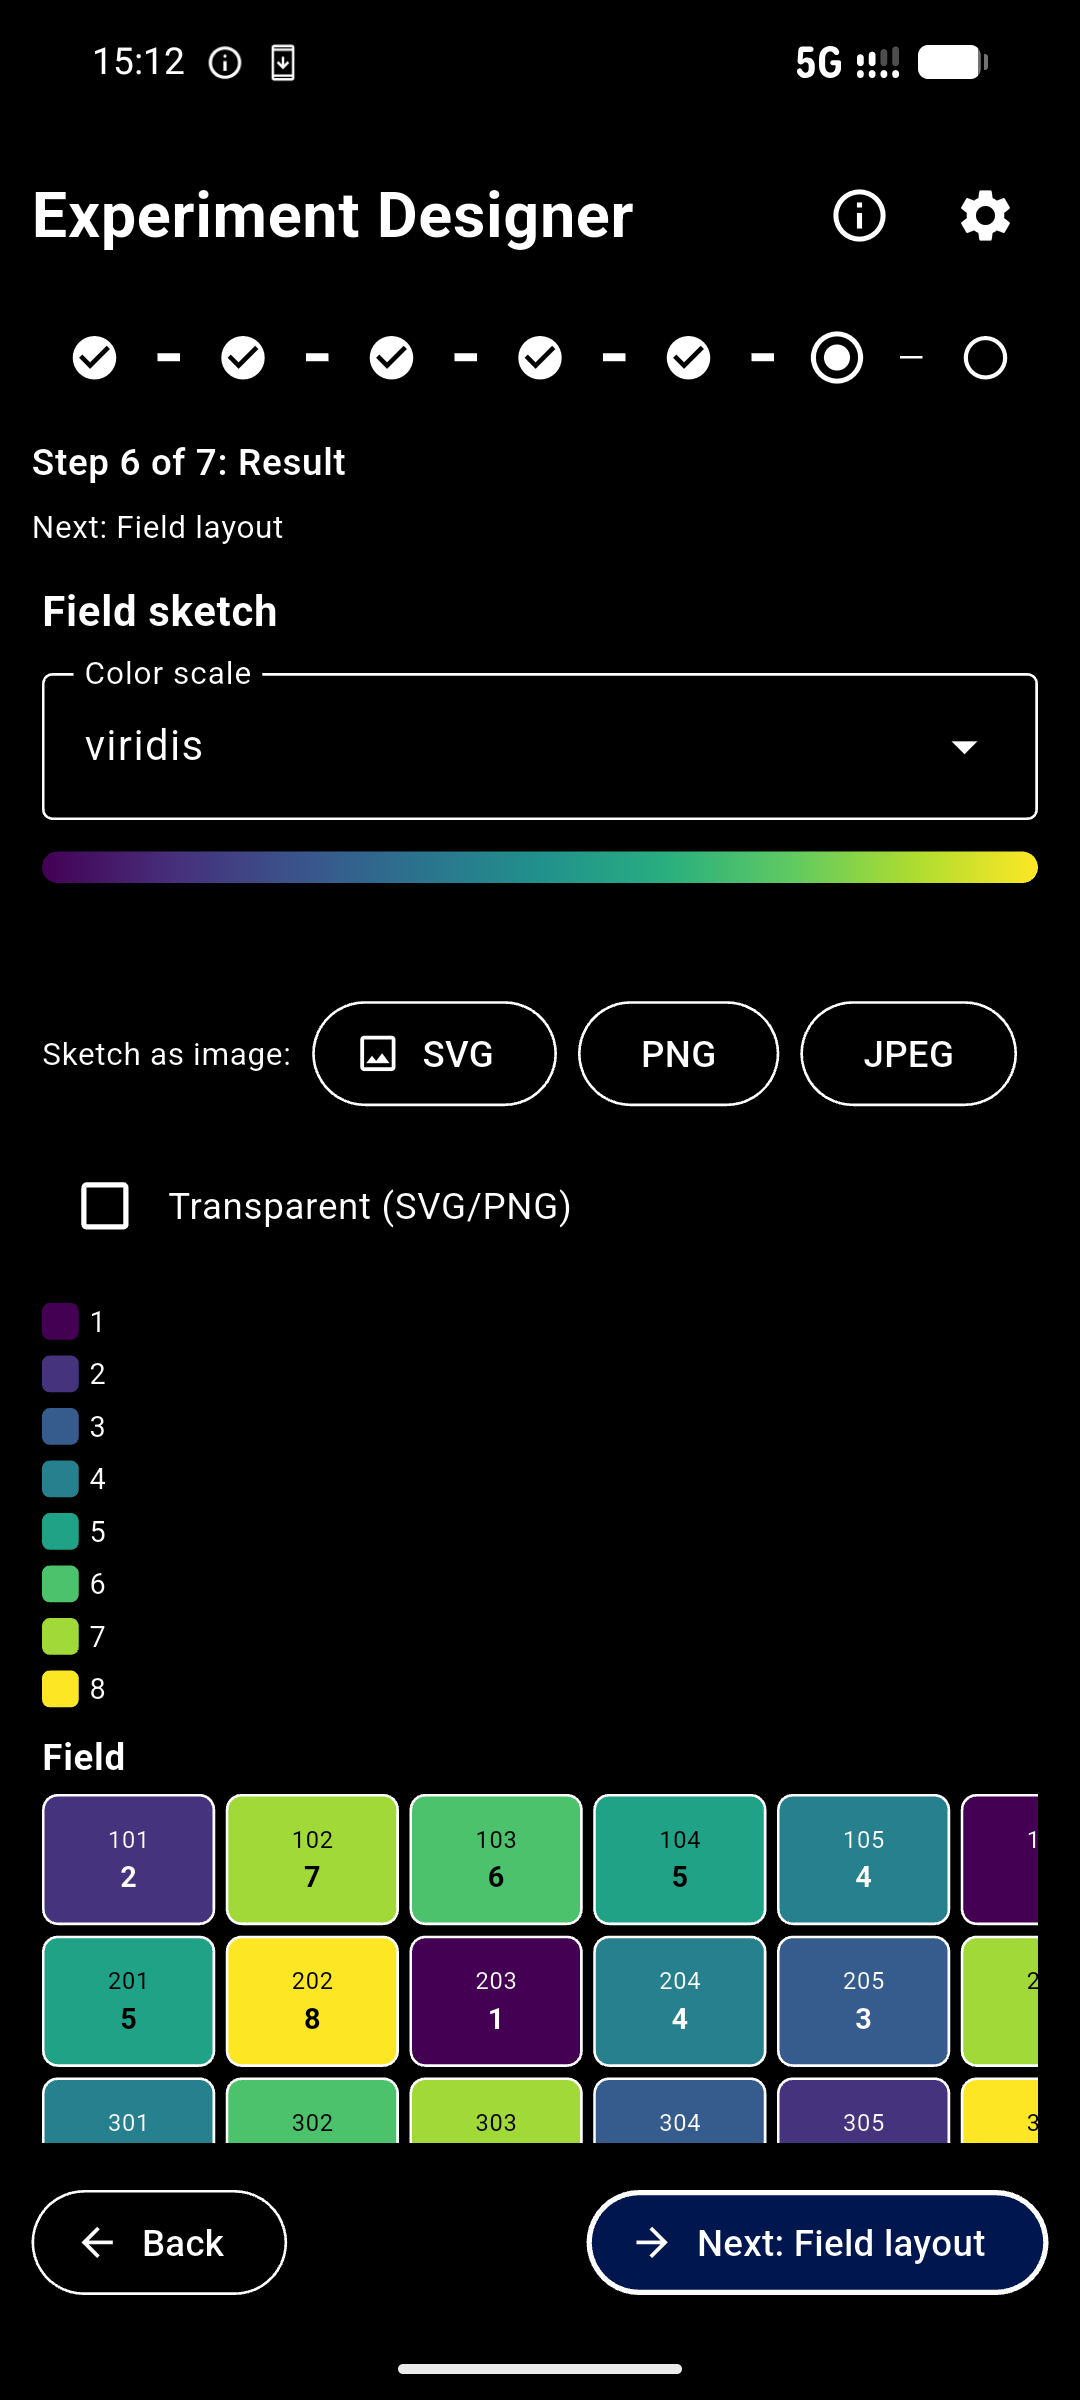 15:12 5G
Experiment Designer
Step 6 of 7: Result
Next: Field layout
Field sketch
Color scale
viridis
Sketch as image: SVG PNG JPEG
Transparent (SVG/PNG)
1
2
3
4
5
6
7
8
Field
101 102 103 104 105
2 7 6 5 4
201 202 203 204 205
5 8 1 4 3
301 302 303 304 305
Back Next: Field layout